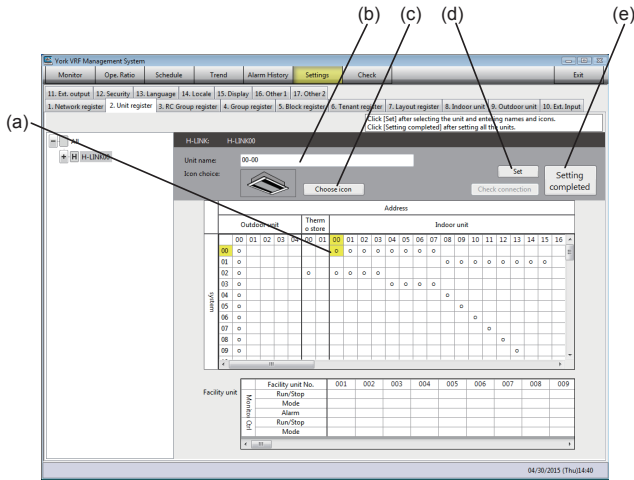 (b) (c) (d) (e)
York VRF Management System
Monitor Ope. Ratio Schedule Trend Alarm History Settings Check Exit
11. Ext. output 12. Security 13. Language 14. Locale 15. Display 16. Other 1 17. Other 2
1. Network register 2. Unit register 3. RC Group register 4. Group register 5. Block register 6. Tenant register 7. Layout register 8. Indoor unit 9. Outdoor unit 10. Ext. Input
Click [Set] after selecting the unit and entering names and icons.
Click [Setting completed] after setting all the units.
(a)
All
H H-LINK00
H-LINK: H-LINK00
Unit name: 00-00
Icon choice:
Choose icon
Set
Check connection
Setting
completed
Address
Outdoor unit Therm
o store Indoor unit
00 01 02 03 04 00 01 00 01 02 03 04 05 06 07 08 09 10 11 12 13 14 15 16
system
00 o o o o o o o o o
01 o o o o o o o o o
02 o o o o o o
03 o o o o o
04 o o
05 o o
06 o o
07 o o
08 o o
09 o o
Facility unit
Facility unit No. 001 002 003 004 005 006 007 008 009
Monitor
Run/Stop
Mode
Alarm
Ctrl
Run/Stop
Mode
04/30/2015 (Thu)14:40